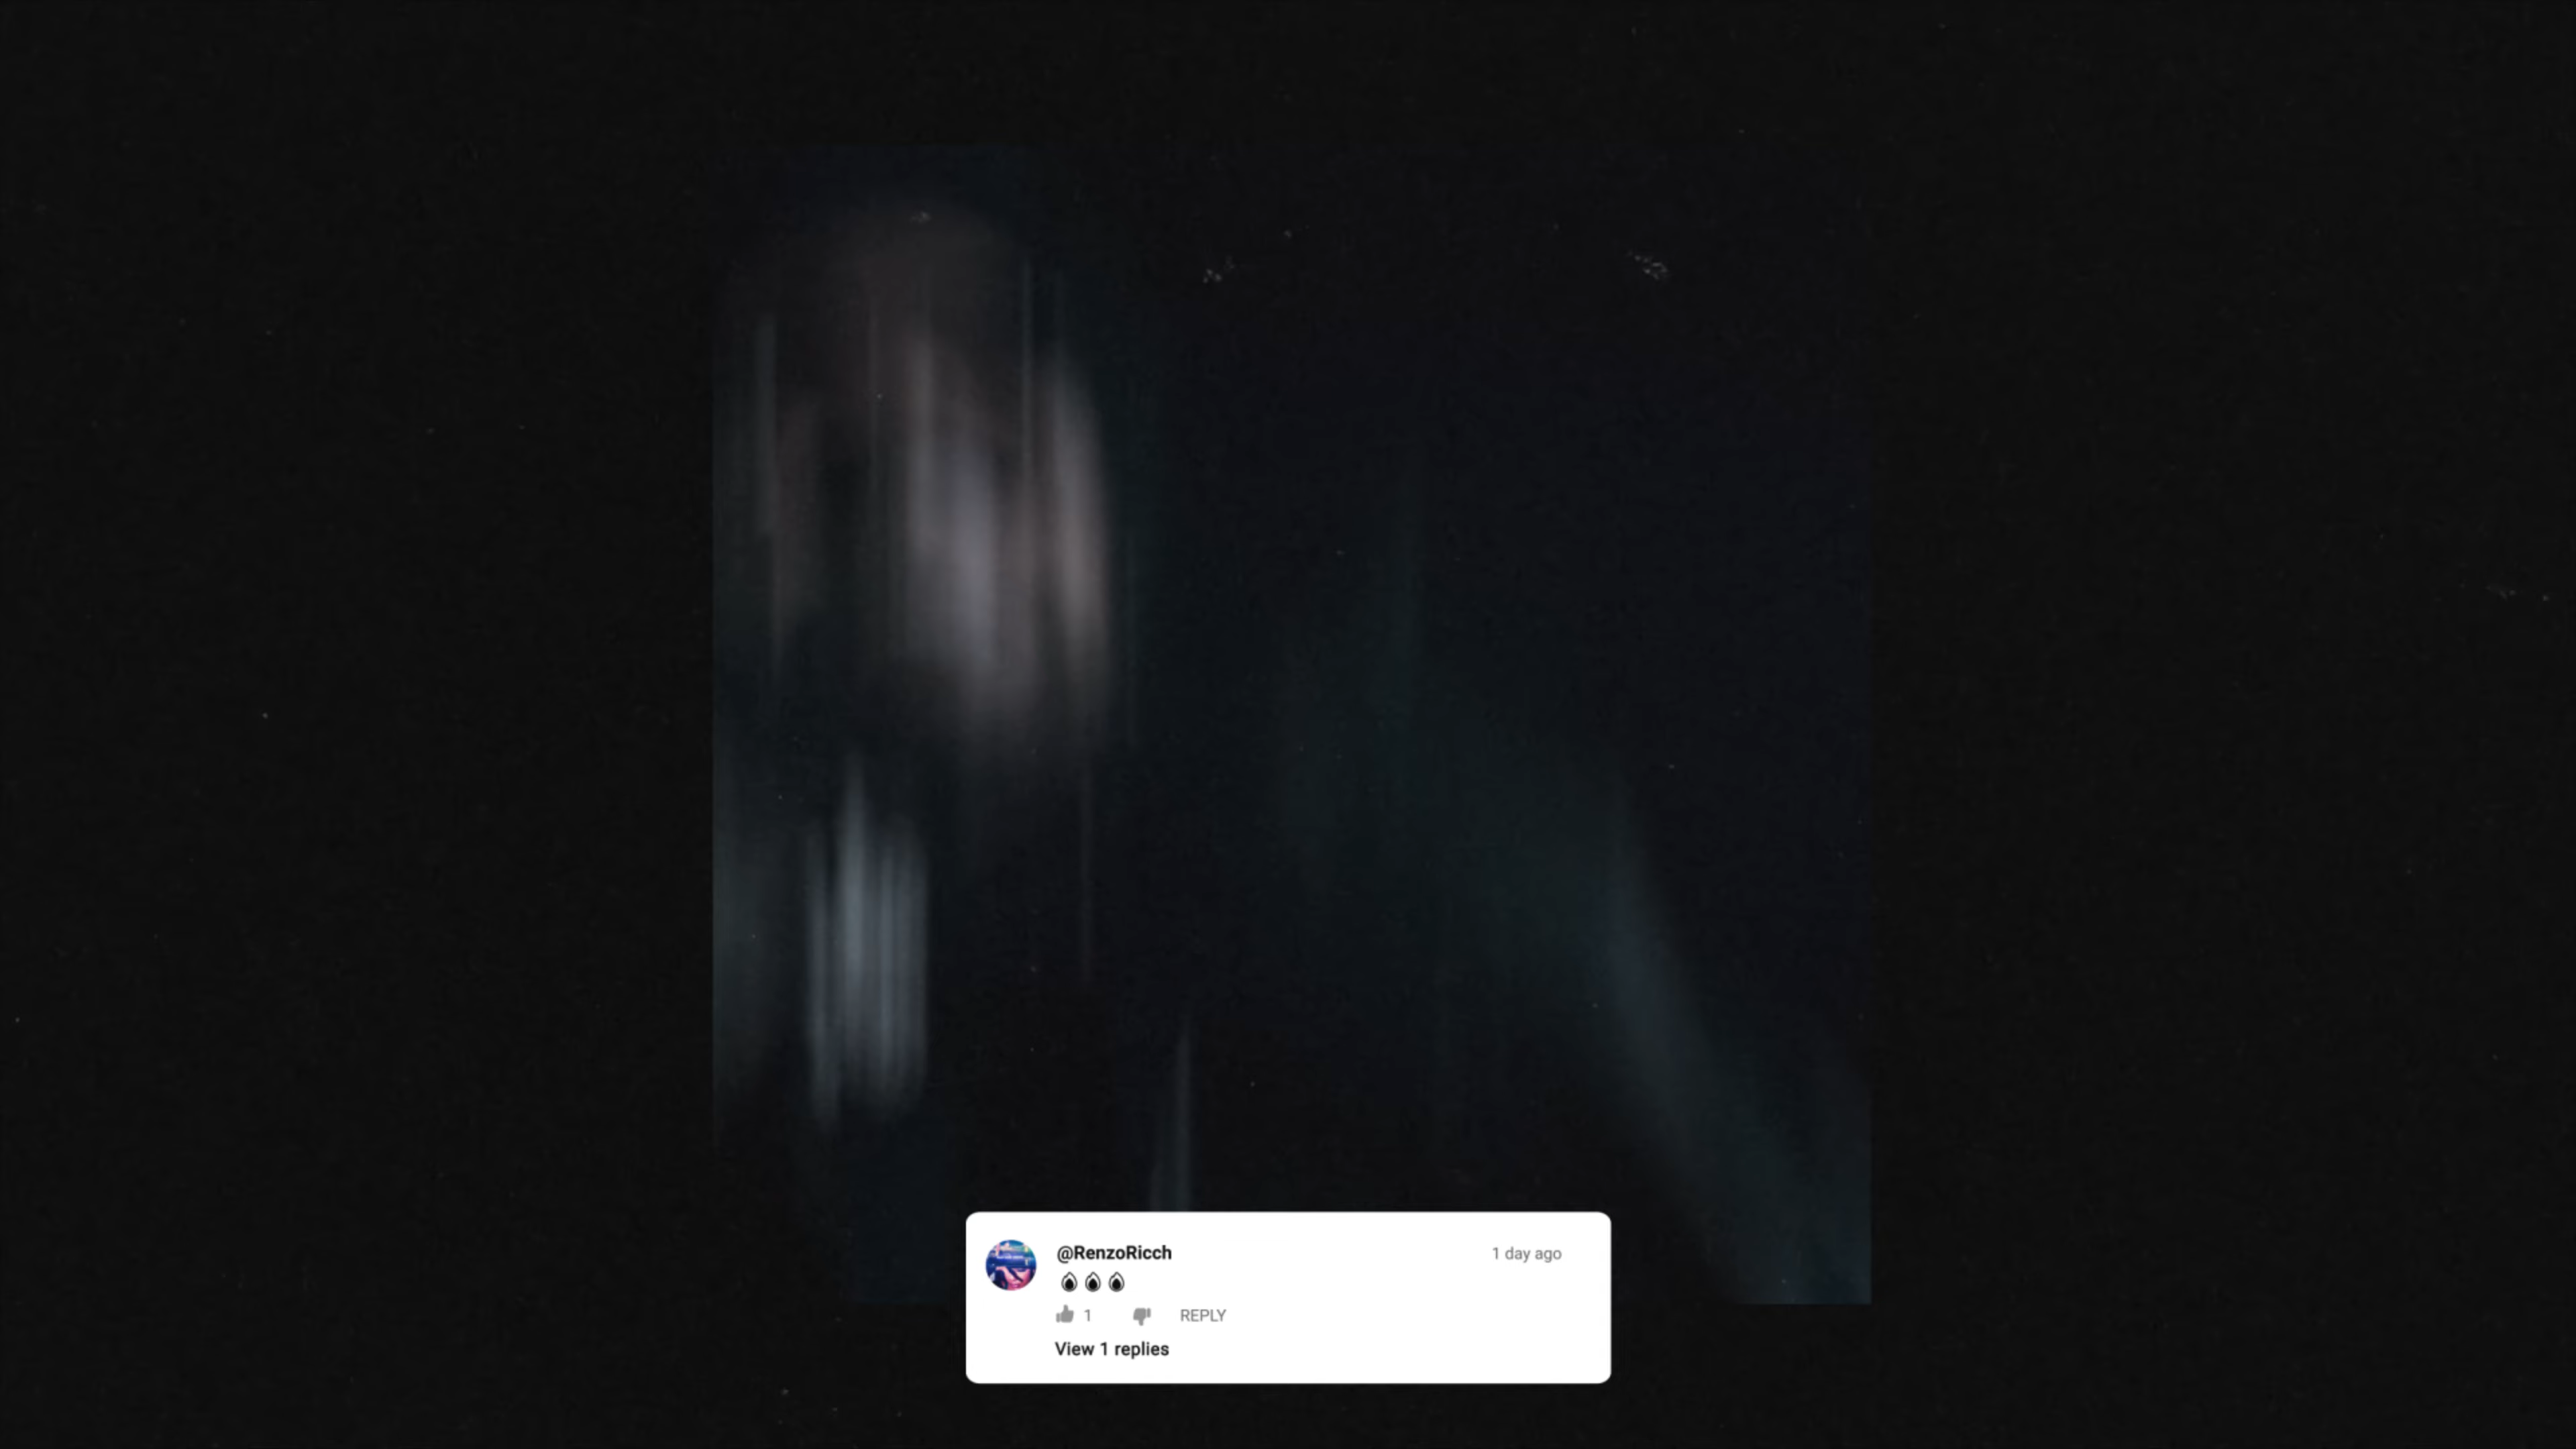 @RenzoRicch
1 day ago
🔥🔥🔥
1
REPLY
View 1 replies